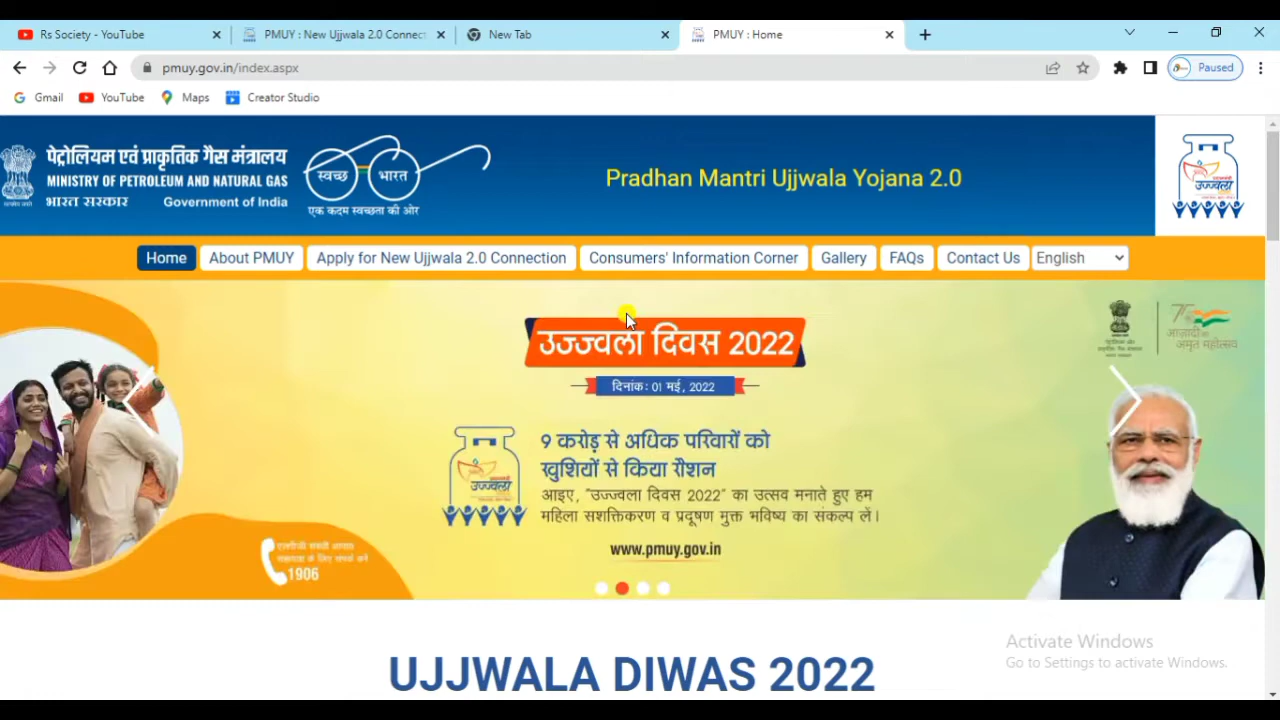 Rs Society - YouTube
PMUY : New Ujjwala 2.0 Connect
New Tab
PMUY : Home
pmuy.gov.in/index.aspx
Paused
Gmail
YouTube
Maps
Creator Studio
पेट्रोलियम एवं प्राकृतिक गैस मंत्रालय
MINISTRY OF PETROLEUM AND NATURAL GAS
भारत सरकार Government of India
स्वच्छ भारत
एक कदम स्वच्छता की ओर
Pradhan Mantri Ujjwala Yojana 2.0
उज्ज्वला
Home
About PMUY
Apply for New Ujjwala 2.0 Connection
Consumers' Information Corner
Gallery
FAQs
Contact Us
English
उज्ज्वला दिवस 2022
दिनांक: 01 मई, 2022
9 करोड़ से अधिक परिवारों को
खुशियों से किया रौशन
आइए, "उज्ज्वला दिवस 2022" का उत्सव मनाते हुए हम
महिला सशक्तिकरण व प्रदूषण मुक्त भविष्य का संकल्प लें।
www.pmuy.gov.in
उज्ज्वला
आज़ादी का
अमृत महोत्सव
1906
UJJWALA DIWAS 2022
Activate Windows
Go to Settings to activate Windows.